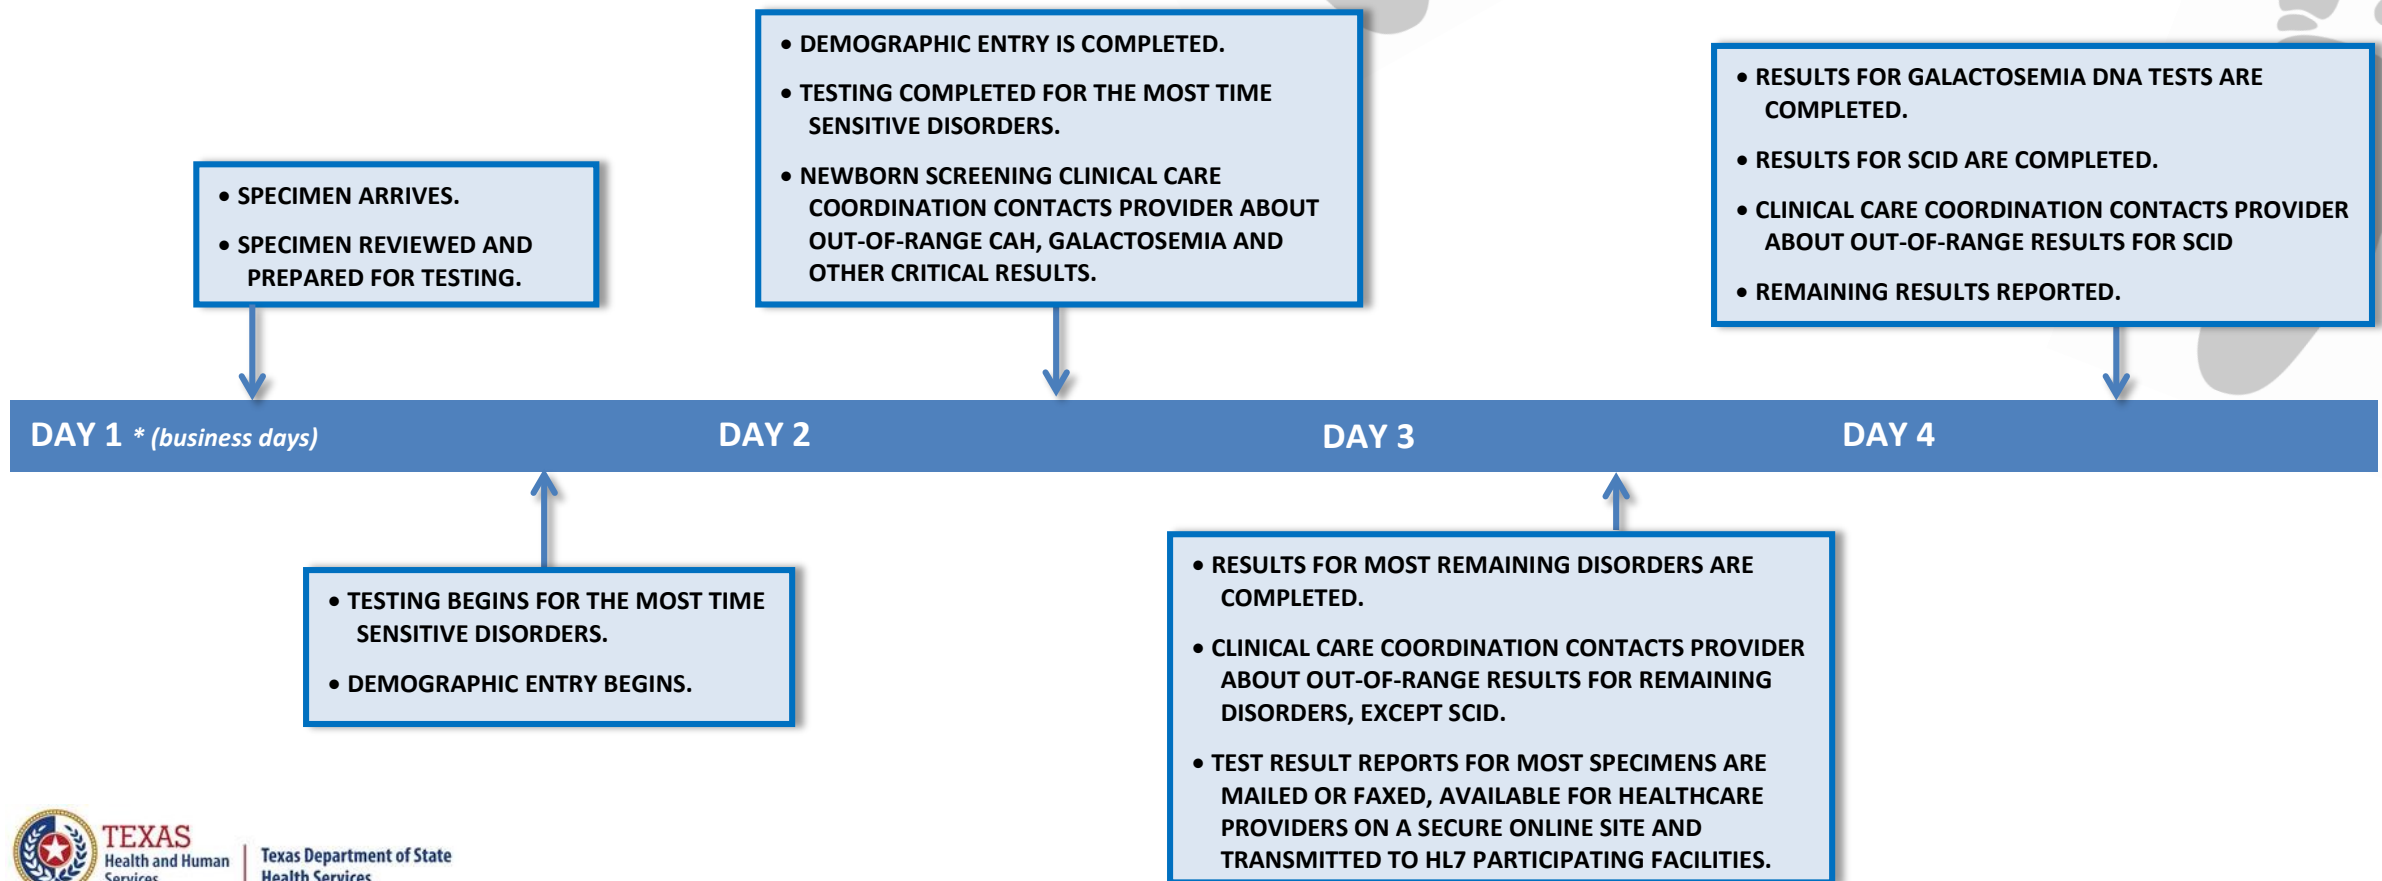 • DEMOGRAPHIC ENTRY IS COMPLETED.
• TESTING COMPLETED FOR THE MOST TIME
SENSITIVE DISORDERS.
• NEWBORN SCREENING CLINICAL CARE
COORDINATION CONTACTS PROVIDER ABOUT
OUT-OF-RANGE CAH, GALACTOSEMIA AND
OTHER CRITICAL RESULTS.
• RESULTS FOR GALACTOSEMIA DNA TESTS ARE
COMPLETED.
• RESULTS FOR SCID ARE COMPLETED.
• CLINICAL CARE COORDINATION CONTACTS PROVIDER
ABOUT OUT-OF-RANGE RESULTS FOR SCID
• REMAINING RESULTS REPORTED.
• SPECIMEN ARRIVES.
• SPECIMEN REVIEWED AND
PREPARED FOR TESTING.
DAY 1 * (business days)
DAY 2
DAY 3
DAY 4
• TESTING BEGINS FOR THE MOST TIME
SENSITIVE DISORDERS.
• DEMOGRAPHIC ENTRY BEGINS.
• RESULTS FOR MOST REMAINING DISORDERS ARE
COMPLETED.
• CLINICAL CARE COORDINATION CONTACTS PROVIDER
ABOUT OUT-OF-RANGE RESULTS FOR REMAINING
DISORDERS, EXCEPT SCID.
• TEST RESULT REPORTS FOR MOST SPECIMENS ARE
MAILED OR FAXED, AVAILABLE FOR HEALTHCARE
PROVIDERS ON A SECURE ONLINE SITE AND
TRANSMITTED TO HL7 PARTICIPATING FACILITIES.
TEXAS
Health and Human
Services
Texas Department of State
Health Services